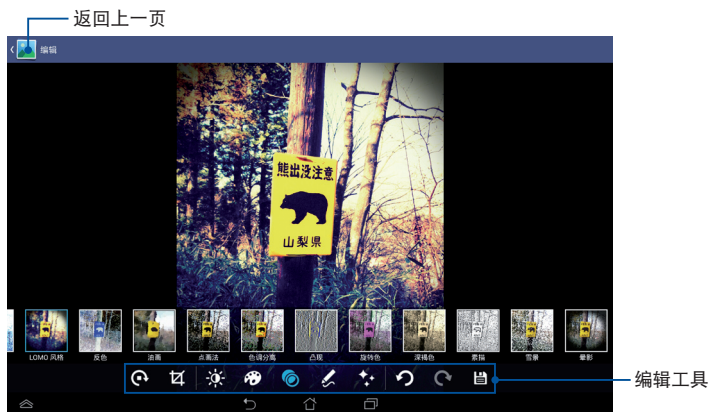 返回上一页
编辑
熊出没注意
山梨県
LOMO 风格
反色
油画
点画法
色调分离
凸现
旋转色
深褐色
素描
雪景
晕影
编辑工具